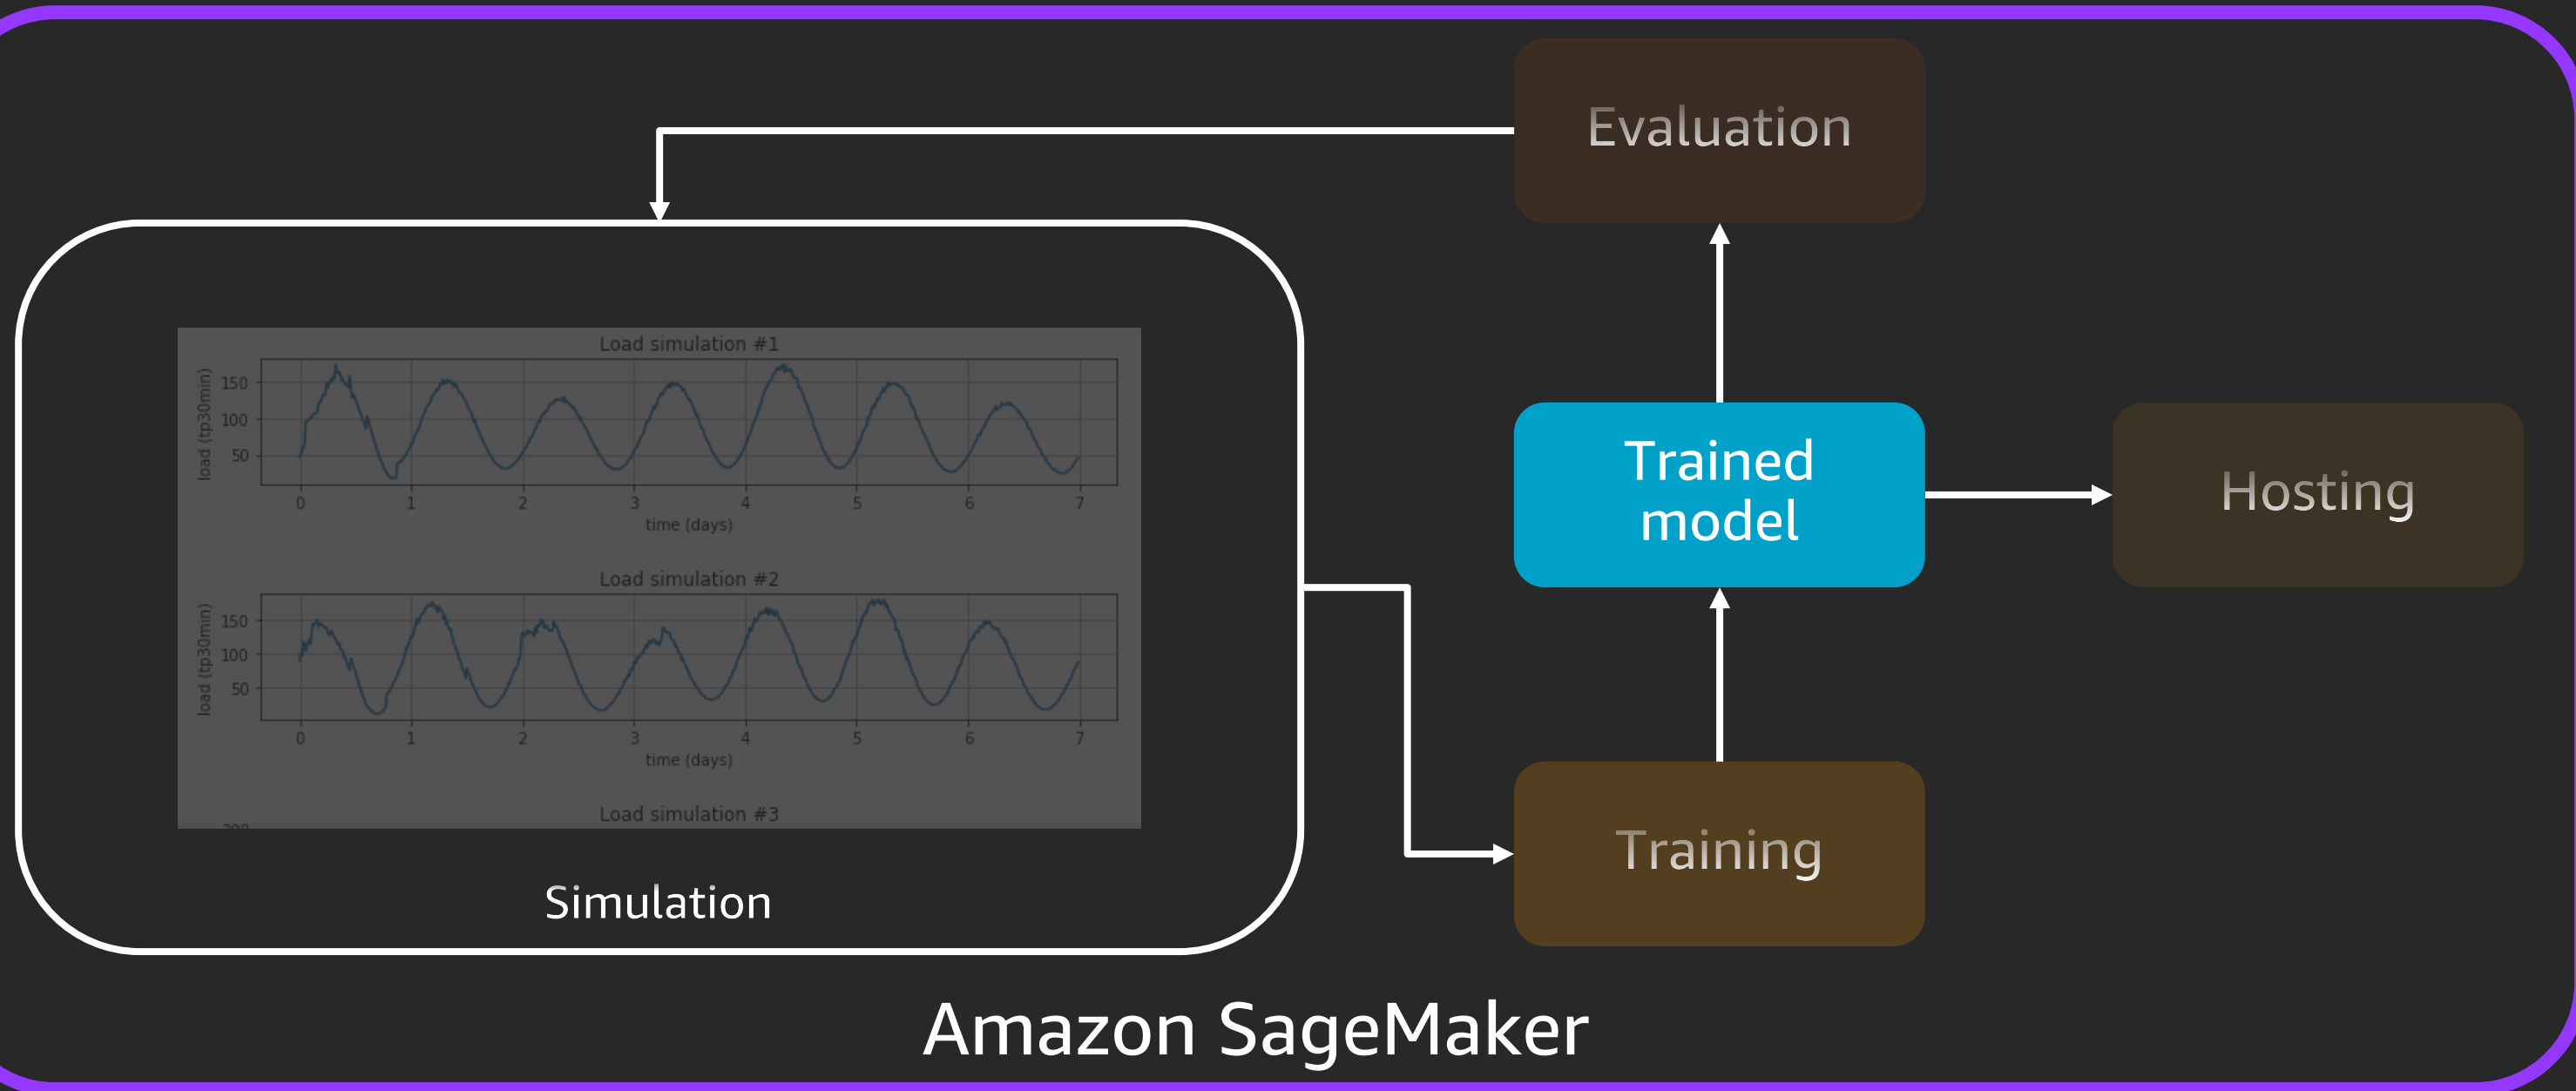 Evaluation
Load simulation #1
load (tp30min)
150
100
50
0 1 2 3 4 5 6 7
time (days)
Load simulation #2
load (tp30min)
150
100
50
0 1 2 3 4 5 6 7
time (days)
Load simulation #3
Simulation
Trained
model
Hosting
Training
Amazon SageMaker